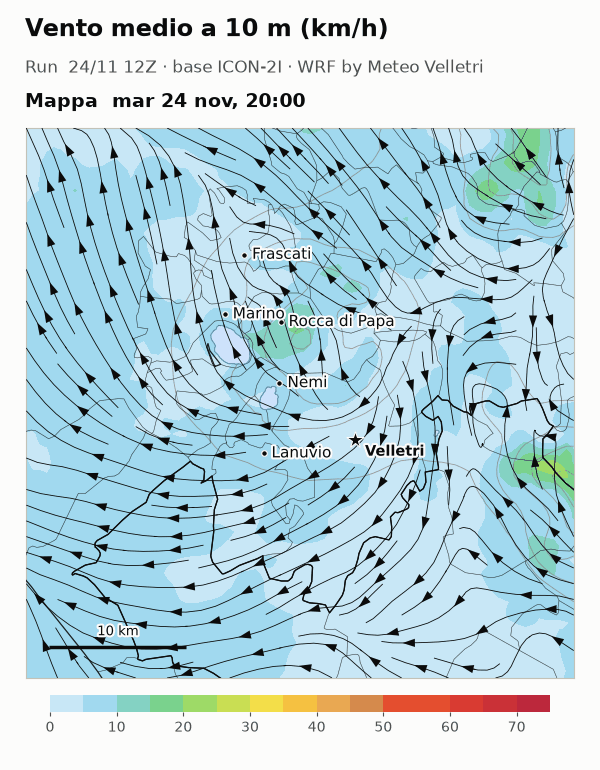 Vento medio a 10 m (km/h)
Run  24/11 12Z · base ICON-2I · WRF by Meteo Velletri
Mappa  mar 24 nov, 20:00
Frascati
Marino
Rocca di Papa
Nemi
Velletri
Lanuvio
10 km
0 10 20 30 40 50 60 70